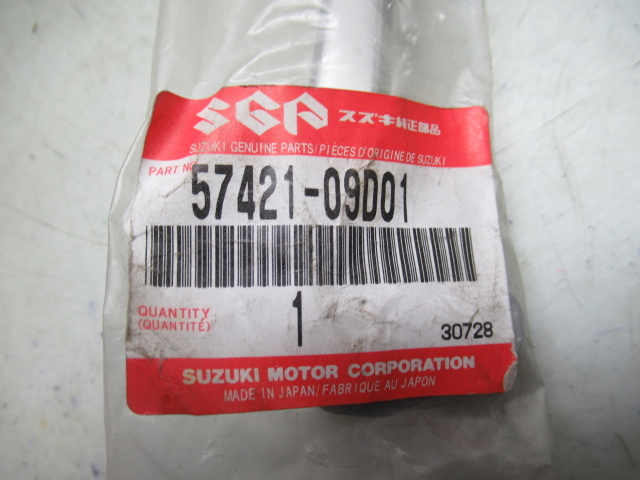 SGP スズキ純正部品
SUZUKI GENUINE PARTS/PIÈCES D'ORIGINE DE SUZUKI
PART NO.
57421-09D01
QUANTITY
(QUANTITÉ)
1
30728
SUZUKI MOTOR CORPORATION
MADE IN JAPAN/FABRIQUE AU JAPON